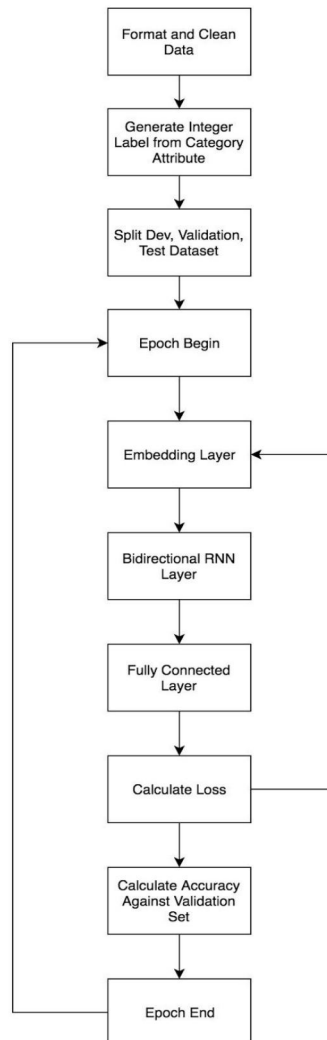 Format and Clean
Data
Generate Integer
Label from Category
Attribute
Split Dev, Validation,
Test Dataset
Epoch Begin
Embedding Layer
Bidirectional RNN
Layer
Fully Connected
Layer
Calculate Loss
Calculate Accuracy
Against Validation
Set
Epoch End